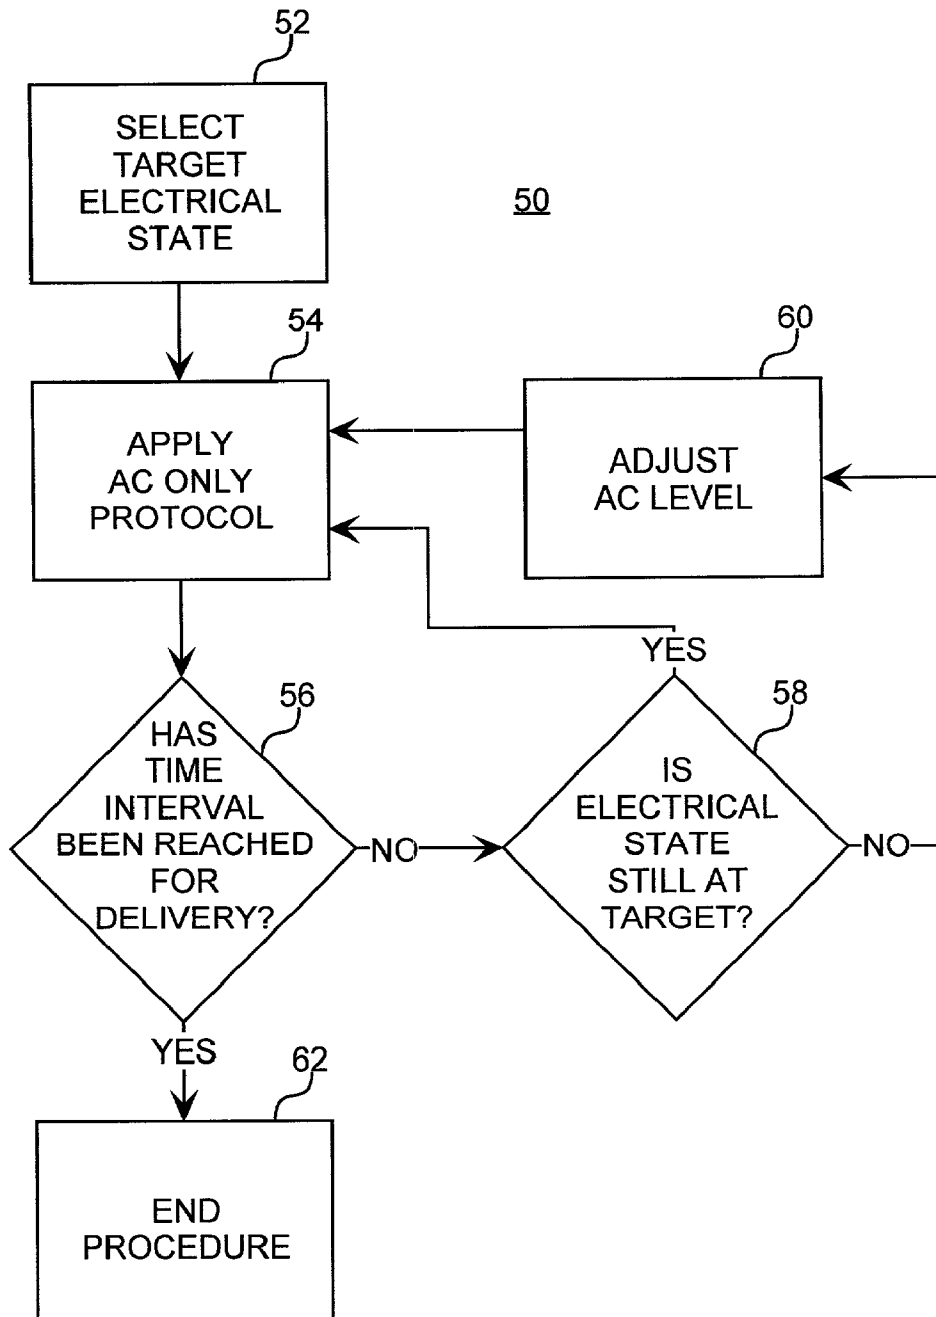 52
SELECT
TARGET
ELECTRICAL
STATE
50
54
APPLY
AC ONLY
PROTOCOL
60
ADJUST
AC LEVEL
56
HAS
TIME
INTERVAL
BEEN REACHED
FOR
DELIVERY?
NO
YES
58
IS
ELECTRICAL
STATE
STILL AT
TARGET?
NO
YES
62
END
PROCEDURE